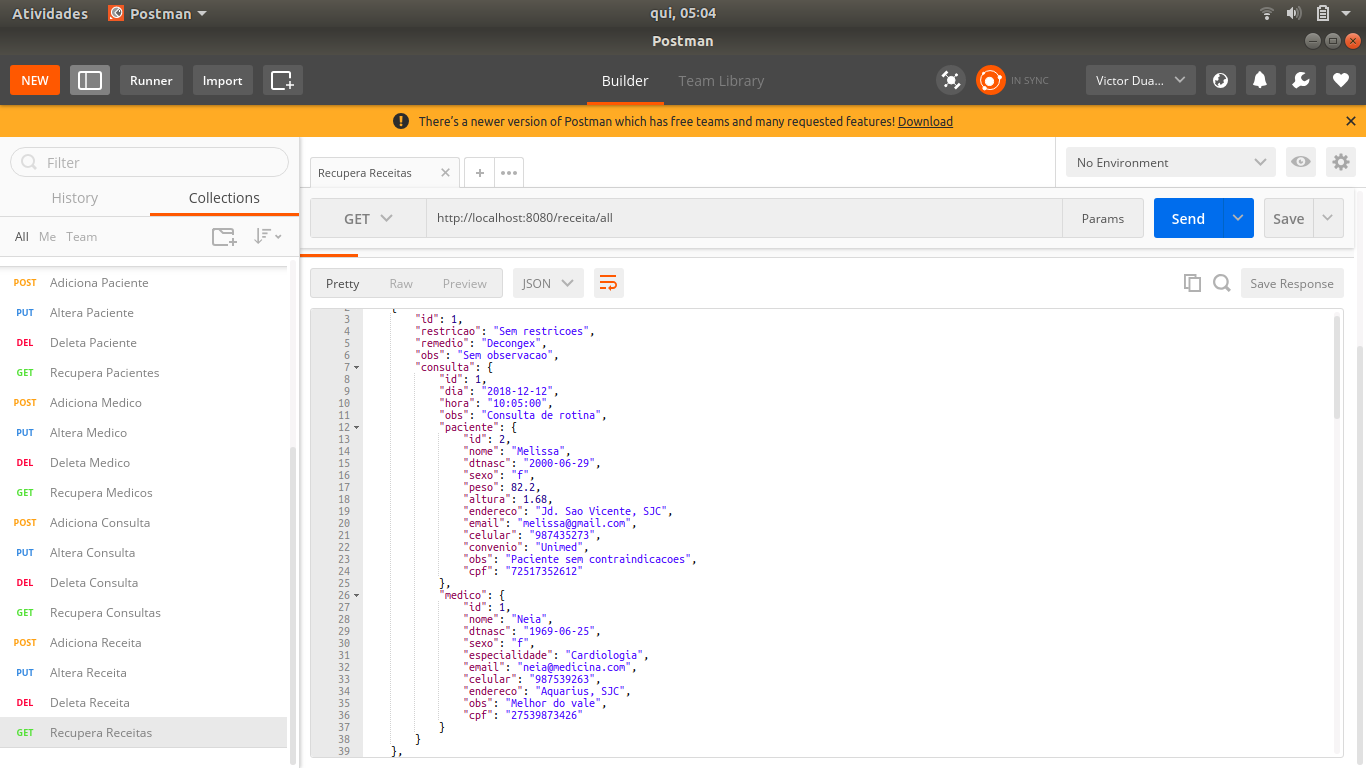 Atividades Postman qui, 05:04
Postman
NEW Runner Import Builder Team Library IN SYNC Victor Dua...
There's a newer version of Postman which has free teams and many requested features! Download
Filter
History Collections
All Me Team
POST Adiciona Paciente
PUT Altera Paciente
DEL Deleta Paciente
GET Recupera Pacientes
POST Adiciona Medico
PUT Altera Medico
DEL Deleta Medico
GET Recupera Medicos
POST Adiciona Consulta
PUT Altera Consulta
DEL Deleta Consulta
GET Recupera Consultas
POST Adiciona Receita
PUT Altera Receita
DEL Deleta Receita
GET Recupera Receitas
Recupera Receitas
No Environment
GET http://localhost:8080/receita/all Params Send Save
Pretty Raw Preview JSON Save Response
2 {
3 "id": 1,
4 "restricao": "Sem restricoes",
5 "remedio": "Decongex",
6 "obs": "Sem observacao",
7 "consulta": {
8 "id": 1,
9 "dia": "2018-12-12",
10 "hora": "10:05:00",
11 "obs": "Consulta de rotina",
12 "paciente": {
13 "id": 2,
14 "nome": "Melissa",
15 "dtnasc": "2000-06-29",
16 "sexo": "f",
17 "peso": 82.2,
18 "altura": 1.68,
19 "endereco": "Jd. Sao Vicente, SJC",
20 "email": "melissa@gmail.com",
21 "celular": "987435273",
22 "convenio": "Unimed",
23 "obs": "Paciente sem contraindicacoes",
24 "cpf": "72517352612"
25 },
26 "medico": {
27 "id": 1,
28 "nome": "Neia",
29 "dtnasc": "1969-06-25",
30 "sexo": "f",
31 "especialidade": "Cardiologia",
32 "email": "neia@medicina.com",
33 "celular": "987539263",
34 "endereco": "Aquarius, SJC",
35 "obs": "Melhor do vale",
36 "cpf": "27539873426"
37 }
38 }
39 },